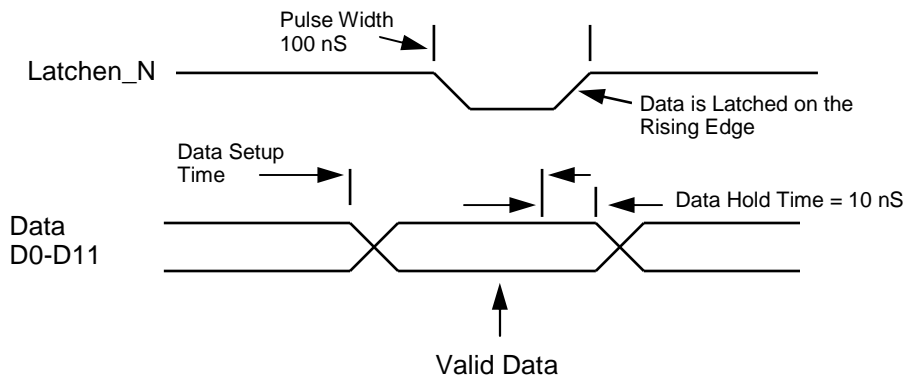 Pulse Width
100 nS
Latchen_N
Data is Latched on the
Rising Edge
Data Setup
Time
Data Hold Time = 10 nS
Data
D0-D11
Valid Data